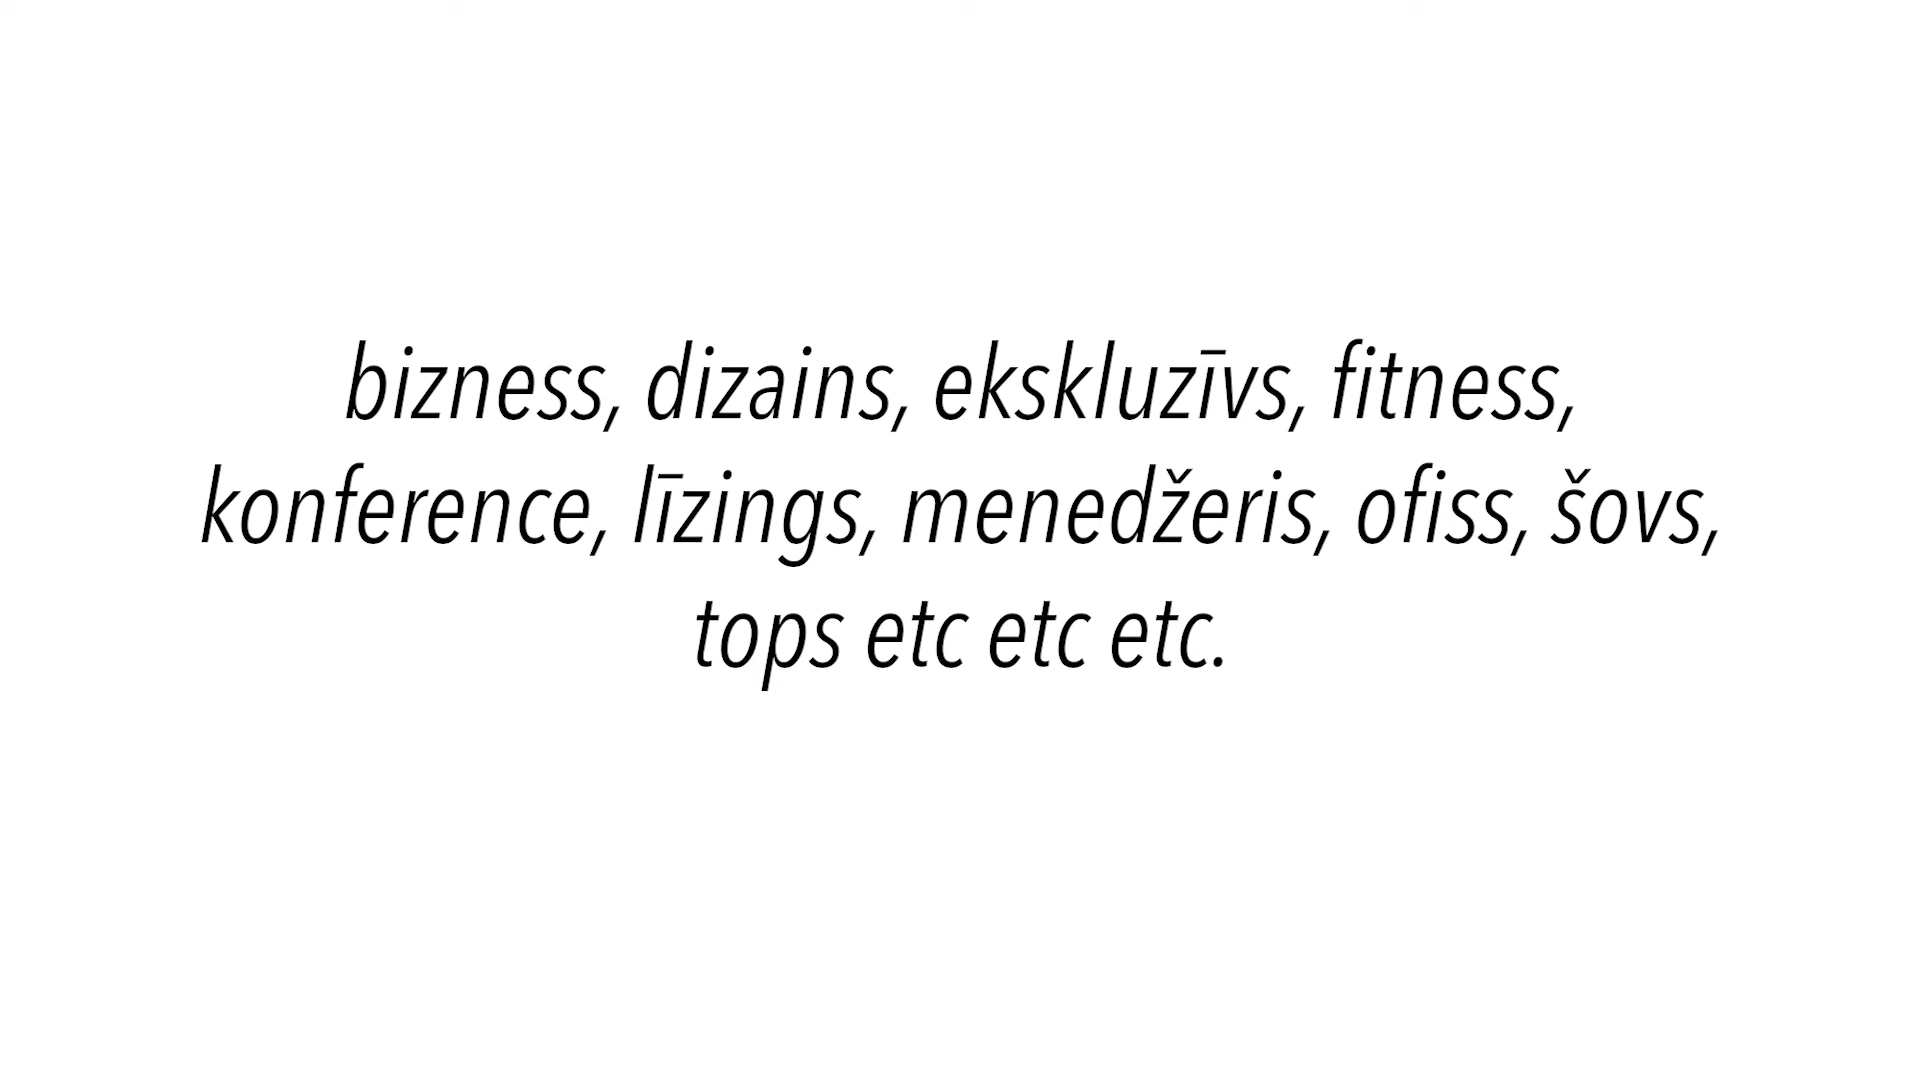 bizness, dizains, ekskluzīvs, fitness,
konference, līzings, menedžeris, ofiss, šovs,
tops etc etc etc.